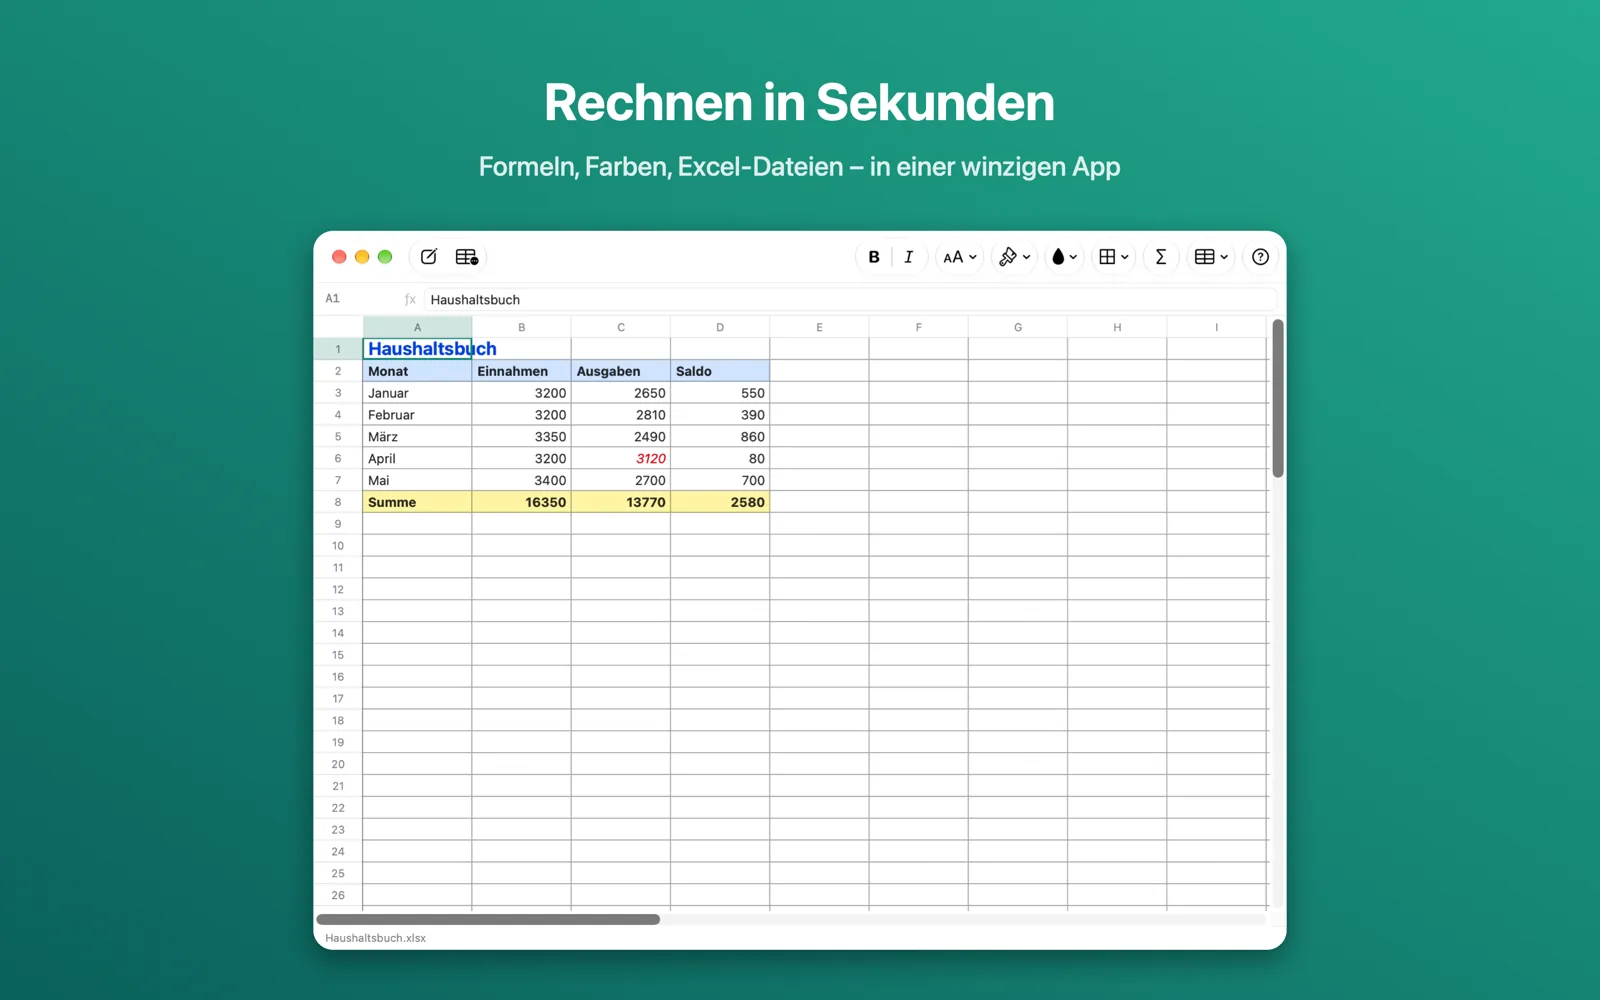 Rechnen in Sekunden
Formeln, Farben, Excel-Dateien – in einer winzigen App
B I AA Σ ?
A1 fx Haushaltsbuch
A B C D E F G H I
1 Haushaltsbuch
2 Monat Einnahmen Ausgaben Saldo
3 Januar 3200 2650 550
4 Februar 3200 2810 390
5 März 3350 2490 860
6 April 3200 3120 80
7 Mai 3400 2700 700
8 Summe 16350 13770 2580
9
10
11
12
13
14
15
16
17
18
19
20
21
22
23
24
25
26
Haushaltsbuch.xlsx